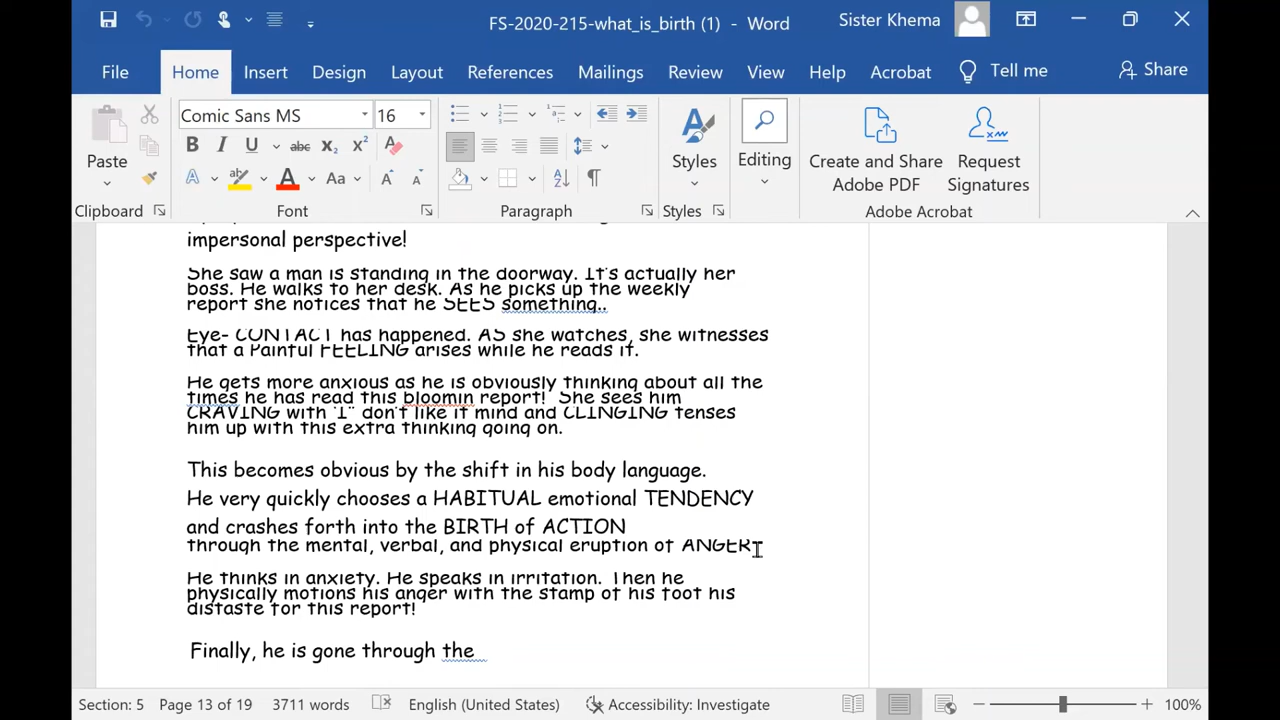 FS-2020-215-what_is_birth (1) - Word
Sister Khema
File Home Insert Design Layout References Mailings Review View Help Acrobat Tell me Share
Comic Sans MS 16
Paste
Styles
Editing
Create and Share Adobe PDF
Request Signatures
Clipboard Font Paragraph Styles Adobe Acrobat
impersonal perspective!
She saw a man is standing in the doorway. It's actually her
boss. He walks to her desk. As he picks up the weekly
report she notices that he SEES something..
Eye- CONTACT has happened. AS she watches, she witnesses
that a Painful FEELING arises while he reads it.
He gets more anxious as he is obviously thinking about all the
times he has read this bloomin report! She sees him
CRAVING with "I" don't like it mind and CLINGING tenses
him up with this extra thinking going on.
This becomes obvious by the shift in his body language.
He very quickly chooses a HABITUAL emotional TENDENCY
and crashes forth into the BIRTH of ACTION
through the mental, verbal, and physical eruption of ANGER
He thinks in anxiety. He speaks in irritation. Then he
physically motions his anger with the stamp of his foot his
distaste for this report!
Finally, he is gone through the
Section: 5 Page 13 of 19 3711 words English (United States) Accessibility: Investigate 100%